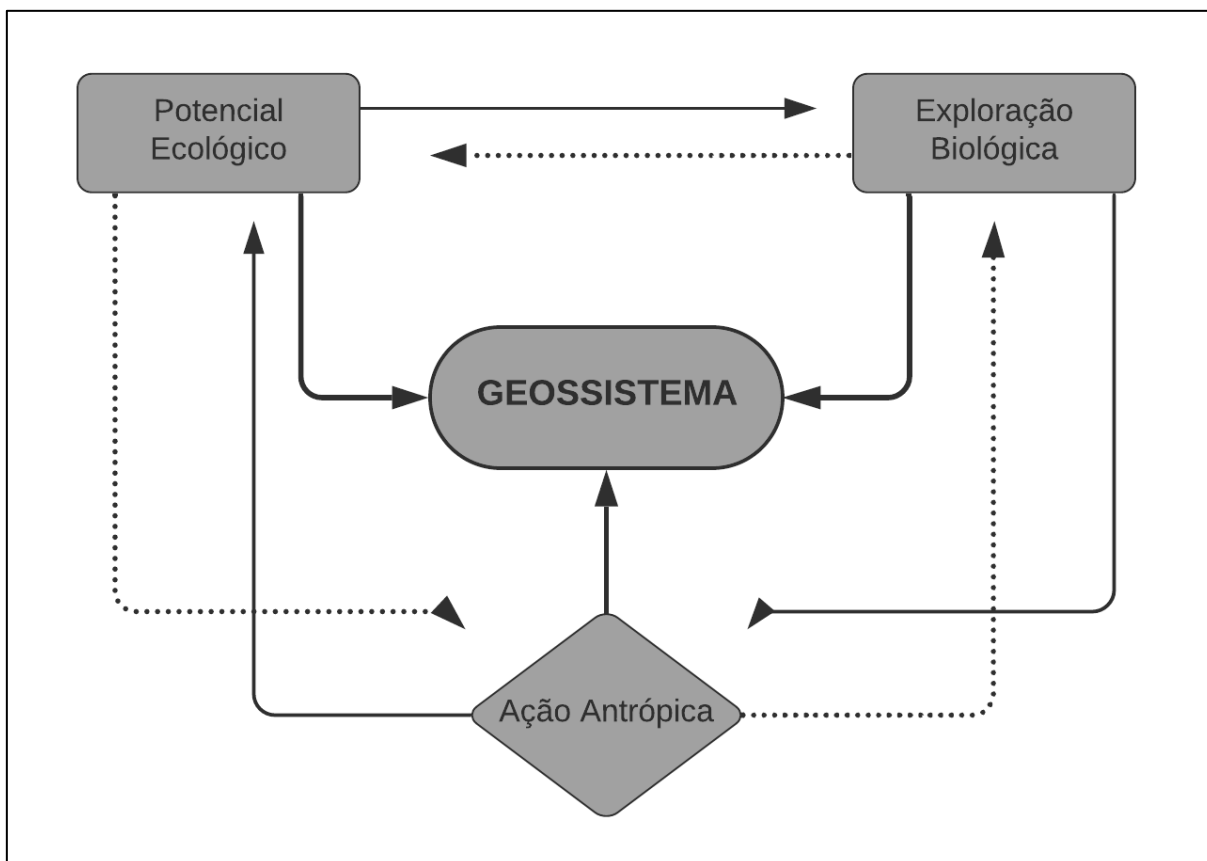 Potencial
Ecológico
Exploração
Biológica
GEOSSISTEMA
Ação Antrópica